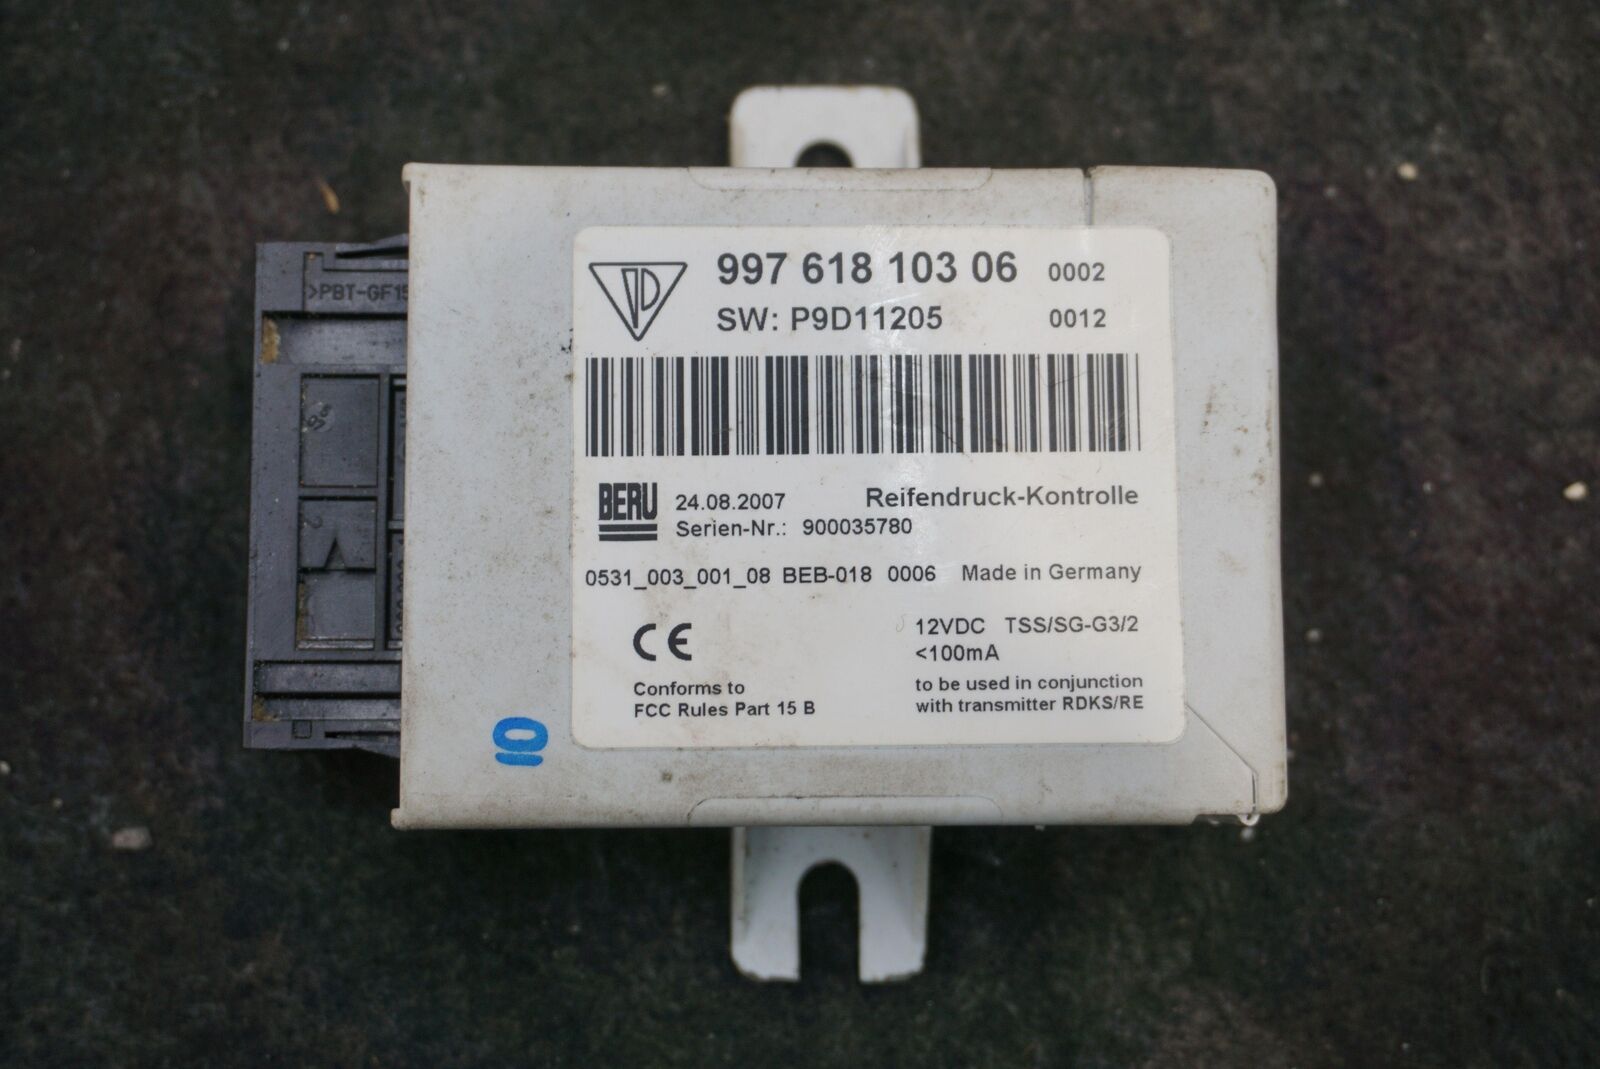 997 618 103 06 0002
SW: P9D11205 0012
>PBT-GF15
BERU 24.08.2007 Reifendruck-Kontrolle
Serien-Nr.: 900035780
0531_003_001_08 BEB-018 0006 Made in Germany
CE 12VDC TSS/SG-G3/2
<100mA
Conforms to to be used in conjunction
FCC Rules Part 15 B with transmitter RDKS/RE
10